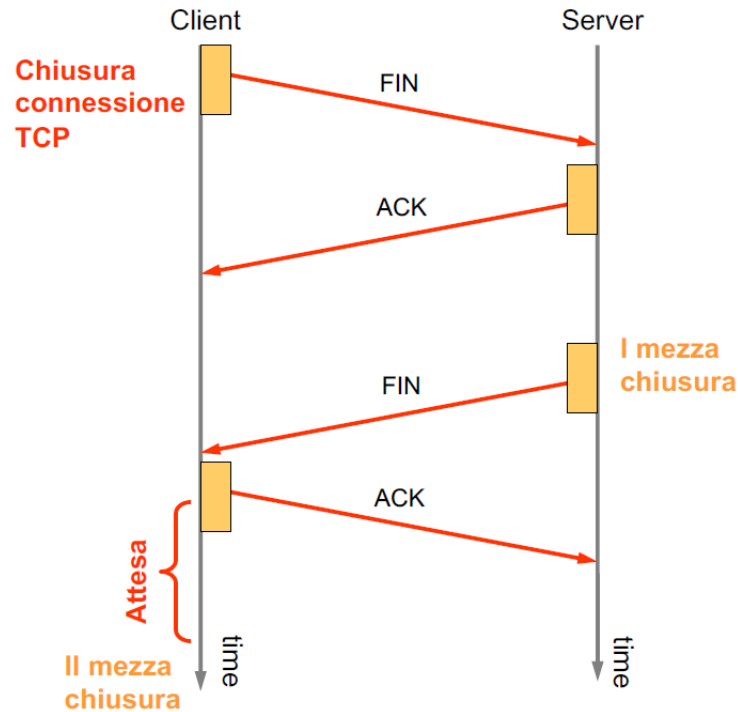 Client
Server
Chiusura
connessione
TCP
FIN
ACK
I mezza
chiusura
FIN
ACK
Attesa
time
time
II mezza
chiusura